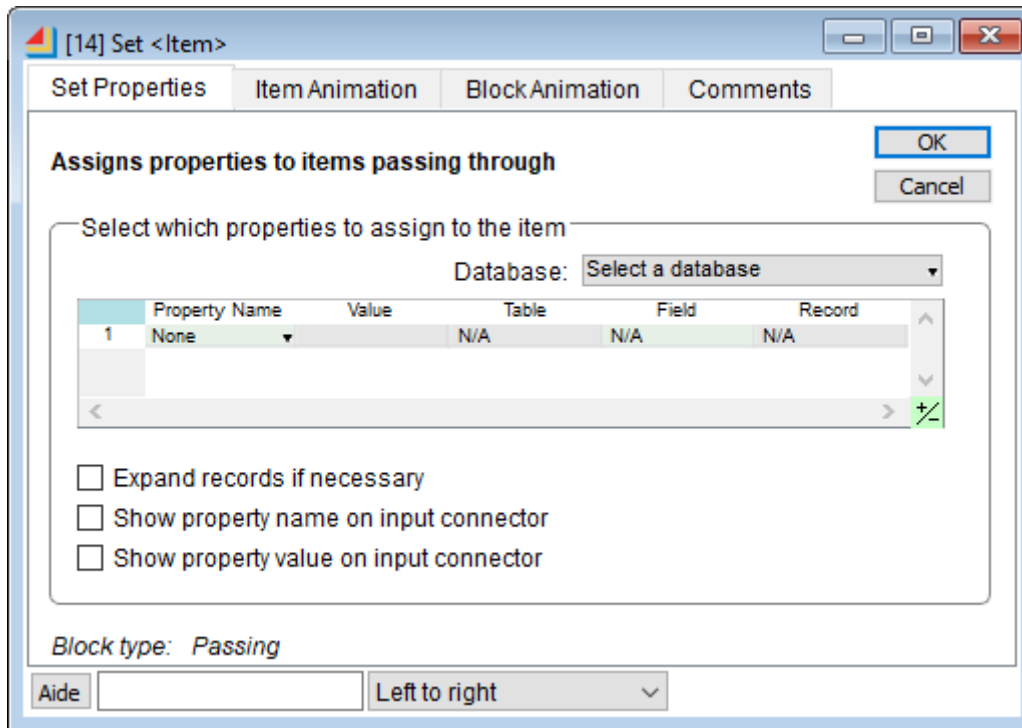 [14] Set <Item>
Set Properties Item Animation Block Animation Comments
OK
Assigns properties to items passing through
Cancel
Select which properties to assign to the item
Database: Select a database
Property Name Value Table Field Record
1 None N/A N/A N/A
+/-
Expand records if necessary
Show property name on input connector
Show property value on input connector
Block type: Passing
Aide Left to right